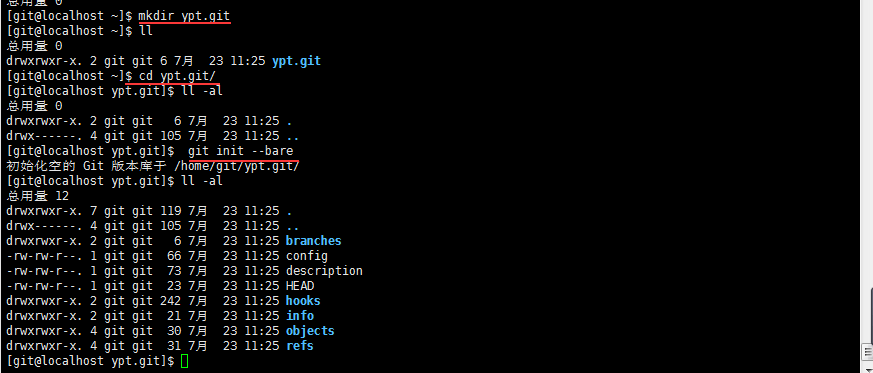 总用量 0
[git@localhost ~]$ mkdir ypt.git
[git@localhost ~]$ ll
总用量 0
drwxrwxr-x. 2 git git 6 7月  23 11:25 ypt.git
[git@localhost ~]$ cd ypt.git/
[git@localhost ypt.git]$ ll -al
总用量 0
drwxrwxr-x. 2 git git   6 7月  23 11:25 .
drwx------. 4 git git 105 7月  23 11:25 ..
[git@localhost ypt.git]$  git init --bare
初始化空的 Git 版本库于 /home/git/ypt.git/
[git@localhost ypt.git]$ ll -al
总用量 12
drwxrwxr-x. 7 git git 119 7月  23 11:25 .
drwx------. 4 git git 105 7月  23 11:25 ..
drwxrwxr-x. 2 git git   6 7月  23 11:25 branches
-rw-rw-r--. 1 git git  66 7月  23 11:25 config
-rw-rw-r--. 1 git git  73 7月  23 11:25 description
-rw-rw-r--. 1 git git  23 7月  23 11:25 HEAD
drwxrwxr-x. 2 git git 242 7月  23 11:25 hooks
drwxrwxr-x. 2 git git  21 7月  23 11:25 info
drwxrwxr-x. 4 git git  30 7月  23 11:25 objects
drwxrwxr-x. 4 git git  31 7月  23 11:25 refs
[git@localhost ypt.git]$